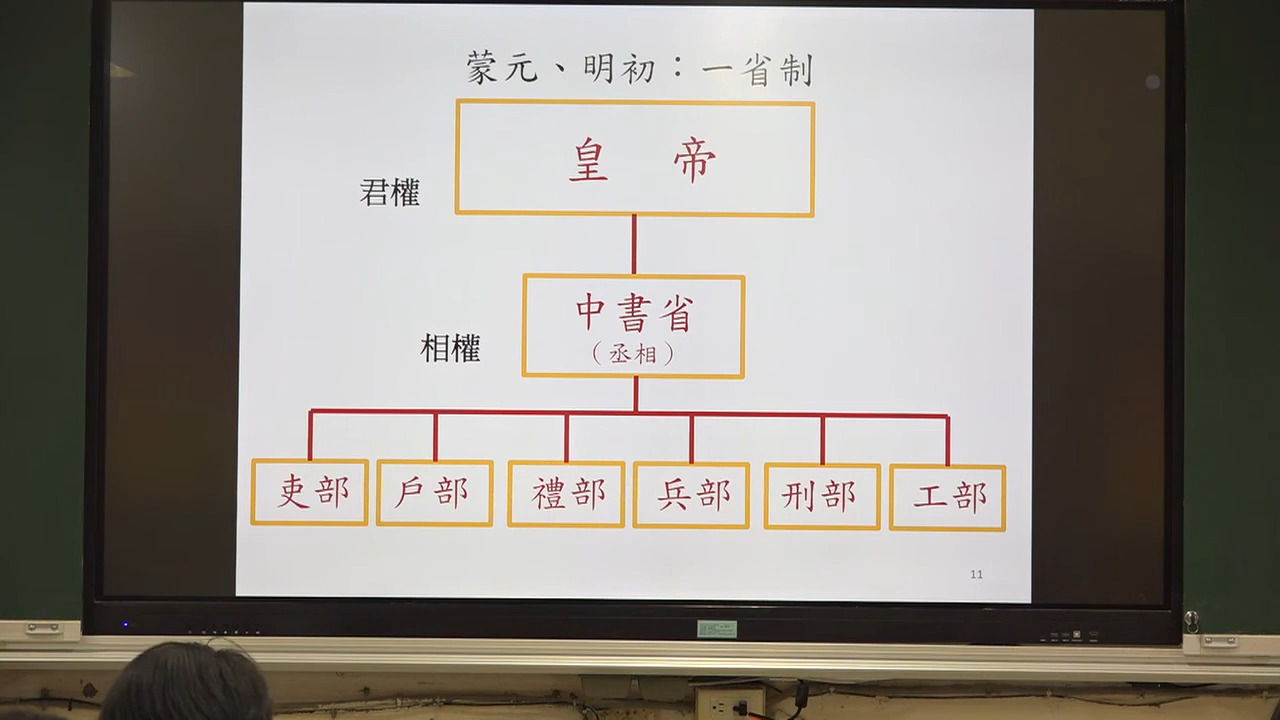 蒙元、明初：一省制
皇 帝
君權
中書省
（丞相）
相權
吏部 戶部 禮部 兵部 刑部 工部
11